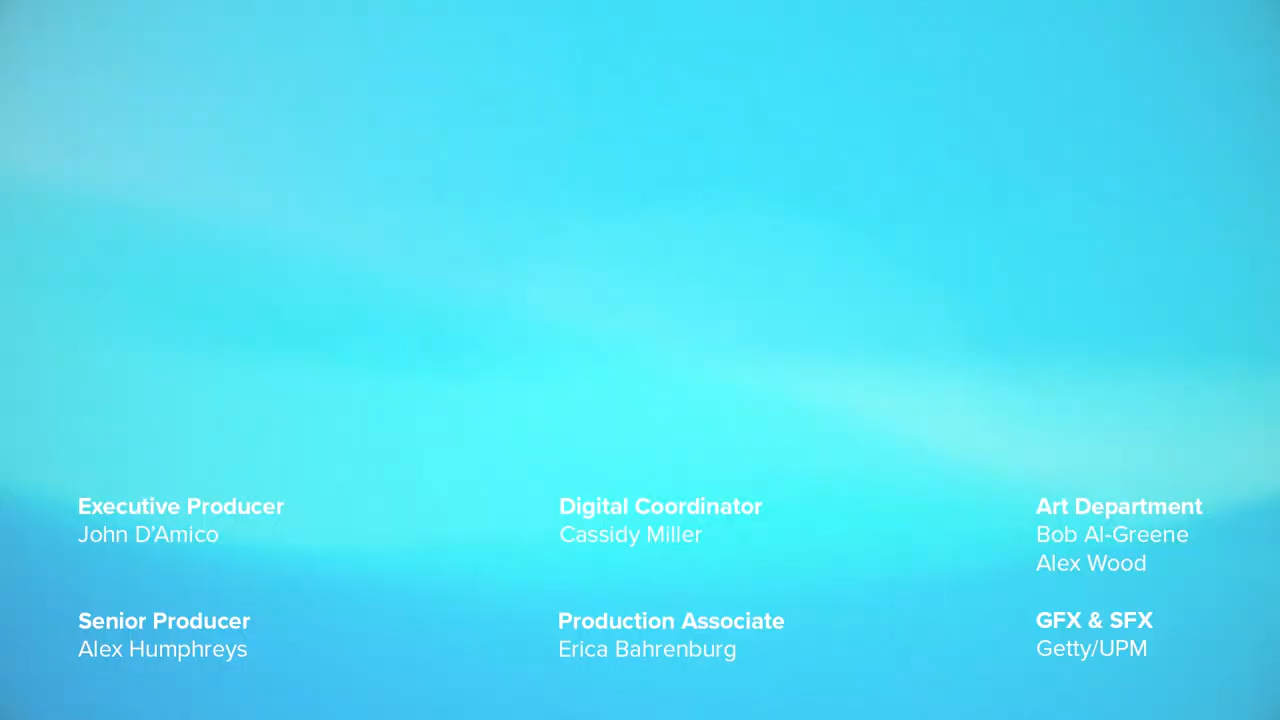 Executive Producer
John D’Amico
Senior Producer
Alex Humphreys
Digital Coordinator
Cassidy Miller
Production Associate
Erica Bahrenburg
Art Department
Bob Al-Greene
Alex Wood
GFX & SFX
Getty/UPM